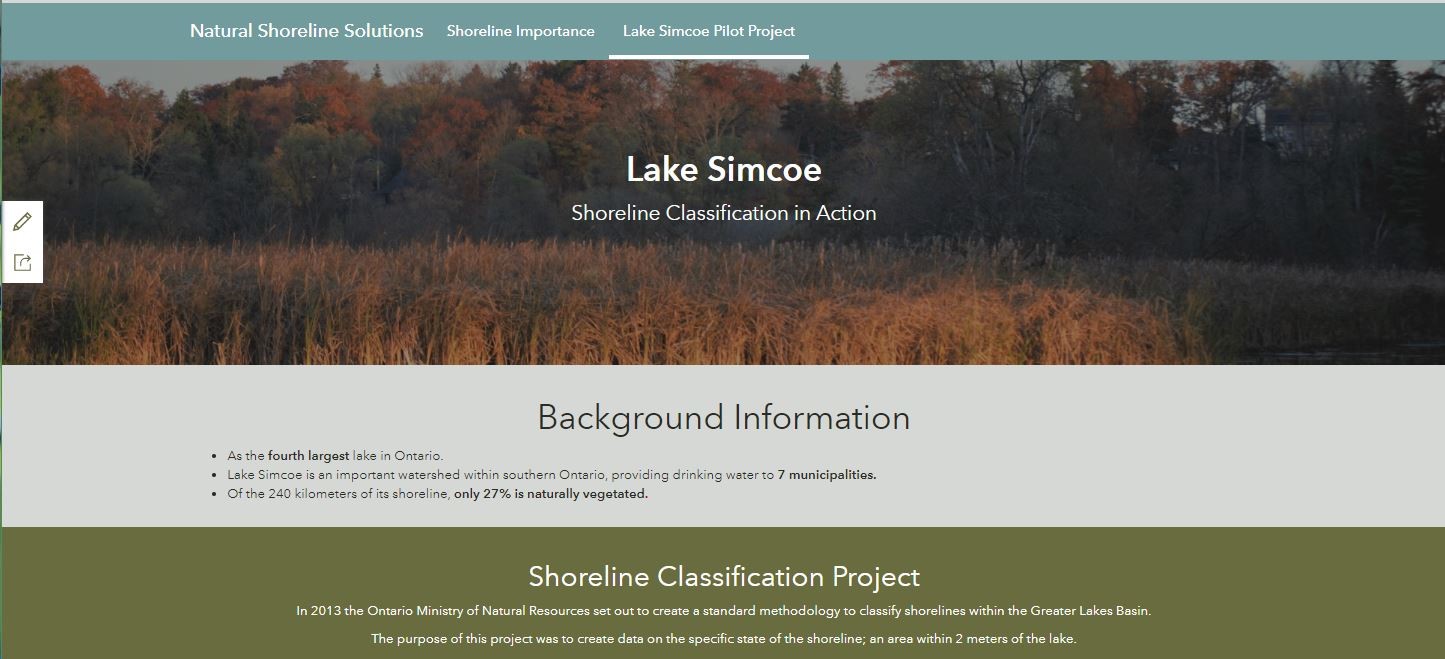 Natural Shoreline Solutions Shoreline Importance Lake Simcoe Pilot Project
Lake Simcoe
Shoreline Classification in Action
Background Information
• As the fourth largest lake in Ontario.
• Lake Simcoe is an important watershed within southern Ontario, providing drinking water to 7 municipalities.
• Of the 240 kilometers of its shoreline, only 27% is naturally vegetated.
Shoreline Classification Project
In 2013 the Ontario Ministry of Natural Resources set out to create a standard methodology to classify shorelines within the Greater Lakes Basin.
The purpose of this project was to create data on the specific state of the shoreline; an area within 2 meters of the lake.